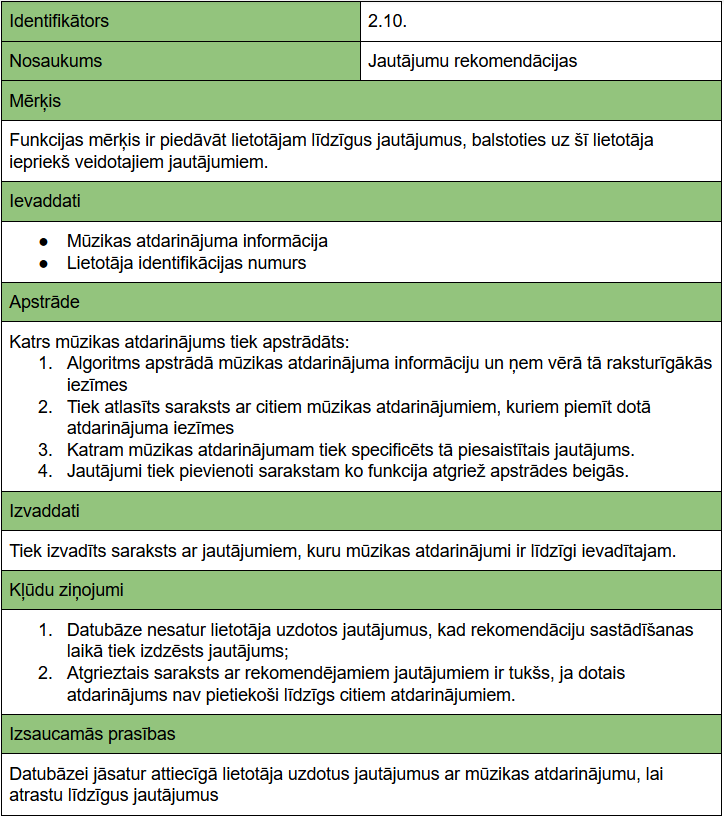 Identifikātors 2.10.
Nosaukums Jautājumu rekomendācijas
Mērķis
Funkcijas mērķis ir piedāvāt lietotājam līdzīgus jautājumus, balstoties uz šī lietotāja
iepriekš veidotajiem jautājumiem.
Ievaddati
● Mūzikas atdarinājuma informācija
● Lietotāja identifikācijas numurs
Apstrāde
Katrs mūzikas atdarinājums tiek apstrādāts:
1. Algoritms apstrādā mūzikas atdarinājuma informāciju un ņem vērā tā raksturīgākās
iezīmes
2. Tiek atlasīts saraksts ar citiem mūzikas atdarinājumiem, kuriem piemīt dotā
atdarinājuma iezīmes
3. Katram mūzikas atdarinājumam tiek specificēts tā piesaistītais jautājums.
4. Jautājumi tiek pievienoti sarakstam ko funkcija atgriež apstrādes beigās.
Izvaddati
Tiek izvadīts saraksts ar jautājumiem, kuru mūzikas atdarinājumi ir līdzīgi ievadītajam.
Kļūdu ziņojumi
1. Datubāze nesatur lietotāja uzdotos jautājumus, kad rekomendāciju sastādīšanas
laikā tiek izdzēsts jautājums;
2. Atgrieztais saraksts ar rekomendējamiem jautājumiem ir tukšs, ja dotais
atdarinājums nav pietiekoši līdzīgs citiem atdarinājumiem.
Izsaucamās prasības
Datubāzei jāsatur attiecīgā lietotāja uzdotus jautājumus ar mūzikas atdarinājumu, lai
atrastu līdzīgus jautājumus